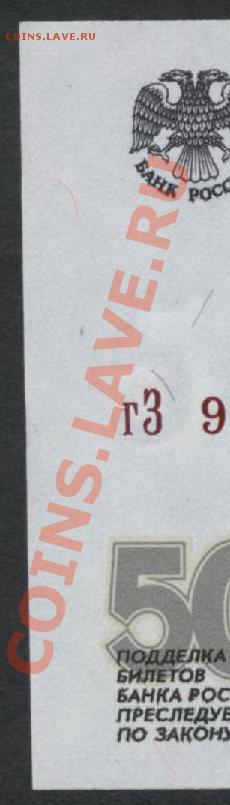 COINS.LAVE.RU
БАНК РОСС
COINS.LAVE.RU
гЗ 9
50
ПОДДЕЛКА
БИЛЕТОВ
БАНКА РОС
ПРЕСЛЕДУЕ
ПО ЗАКОНУ